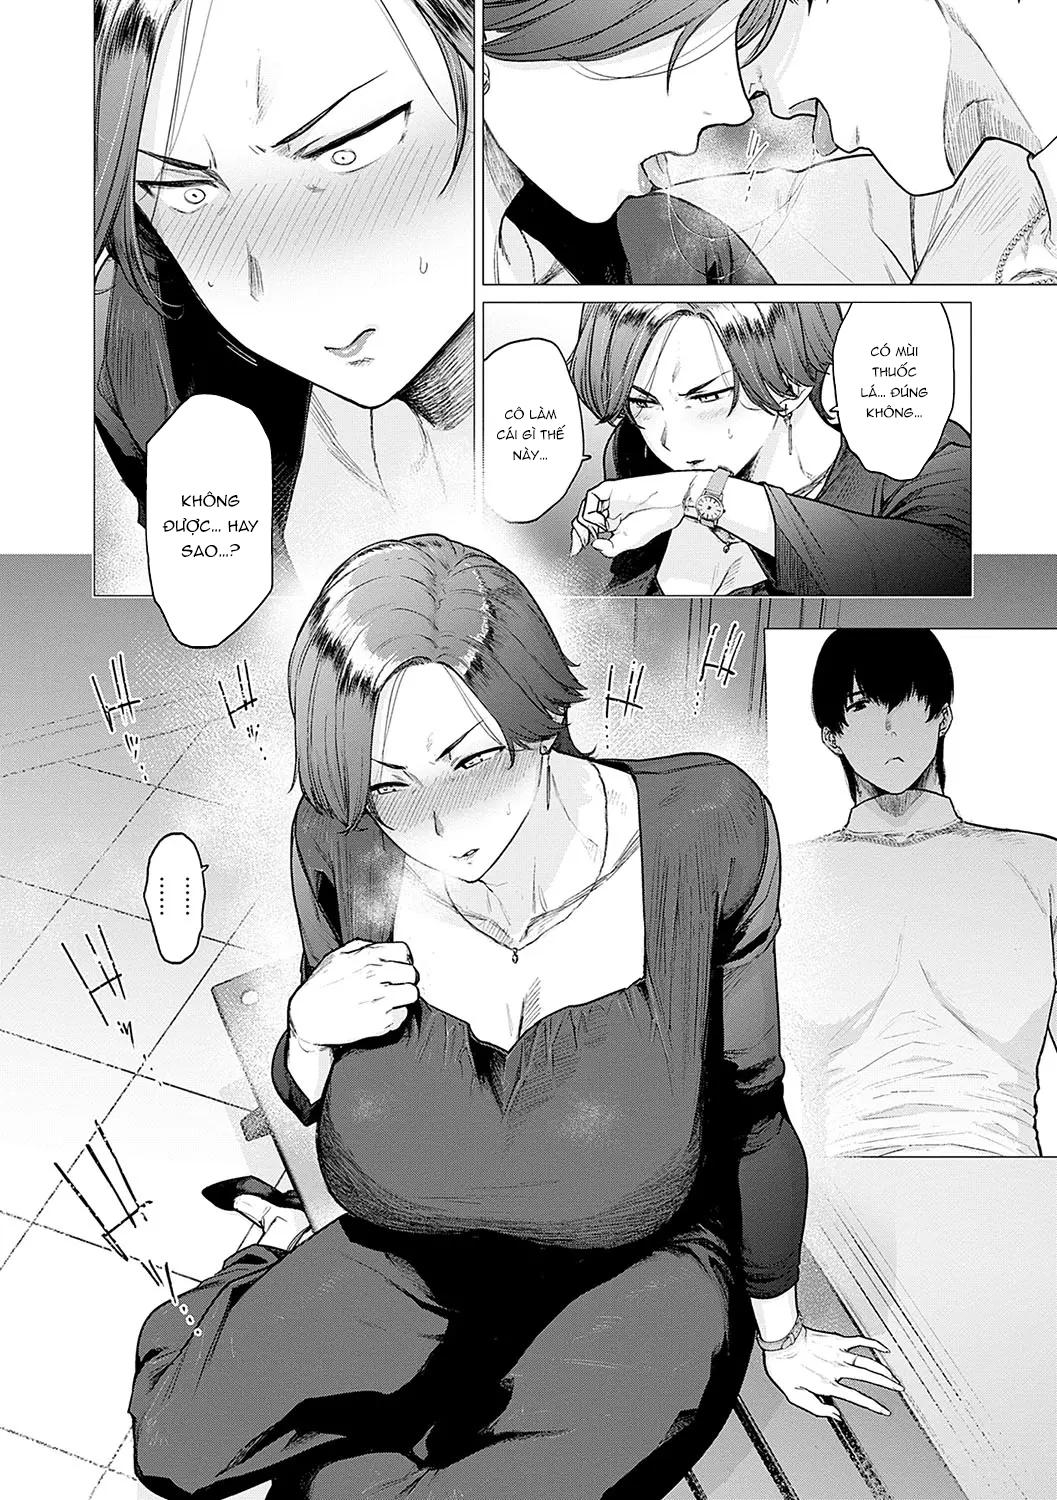 CÓ MÙI
THUỐC
LÁ... ĐÚNG
KHÔNG...
CÔ LÀM
CÁI GÌ THẾ
NÀY...
KHÔNG
ĐƯỢC... HAY
SAO...?